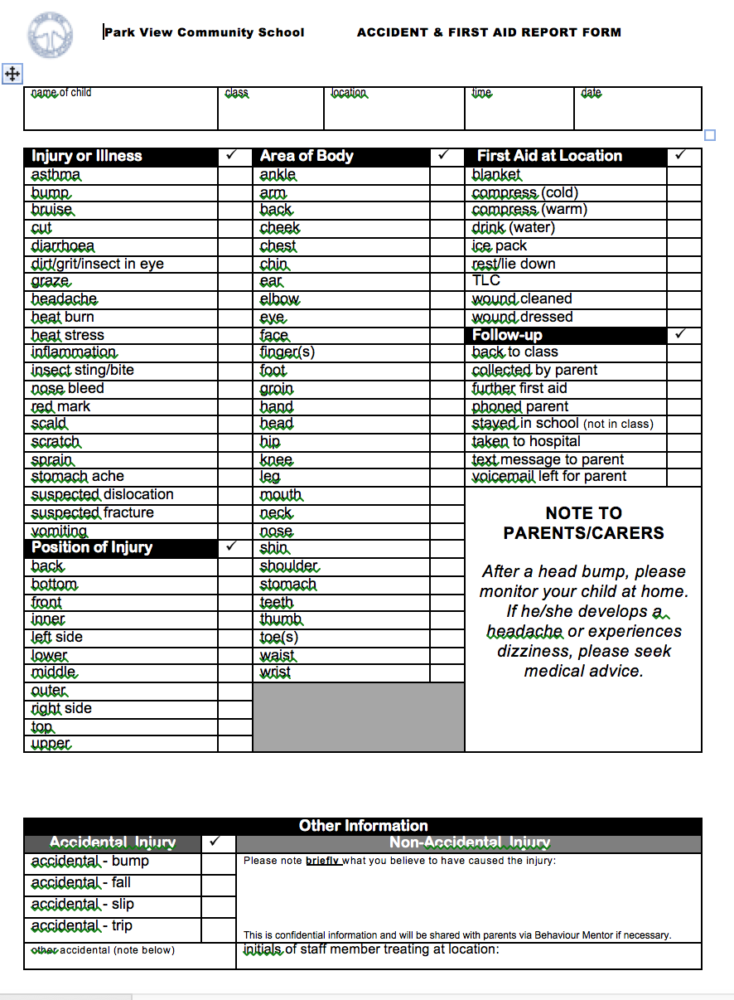 Park View Community School ACCIDENT & FIRST AID REPORT FORM
name of child class location time date
Injury or Illness ✓ Area of Body ✓ First Aid at Location ✓
asthma ankle blanket
bump arm compress (cold)
bruise back compress (warm)
cut cheek drink (water)
diarrhoea chest ice pack
dirt/grit/insect in eye chin rest/lie down
graze ear TLC
headache elbow wound cleaned
heat burn eye wound dressed
heat stress face Follow-up ✓
inflammation finger(s) back to class
insect sting/bite foot collected by parent
nose bleed groin further first aid
red mark hand phoned parent
scald head stayed in school (not in class)
scratch hip taken to hospital
sprain knee text message to parent
stomach ache leg voicemail left for parent
suspected dislocation mouth
suspected fracture neck
vomiting nose
Position of Injury ✓ shin
back shoulder
bottom stomach
front teeth
inner thumb
left side toe(s)
lower waist
middle wrist
outer
right side
top
upper
NOTE TO
PARENTS/CARERS
After a head bump, please
monitor your child at home.
If he/she develops a
headache or experiences
dizziness, please seek
medical advice.
Other Information
Accidental Injury ✓ Non-Accidental Injury
accidental - bump Please note briefly what you believe to have caused the injury:
accidental - fall
accidental - slip
accidental - trip This is confidential information and will be shared with parents via Behaviour Mentor if necessary.
other accidental (note below) initials of staff member treating at location: